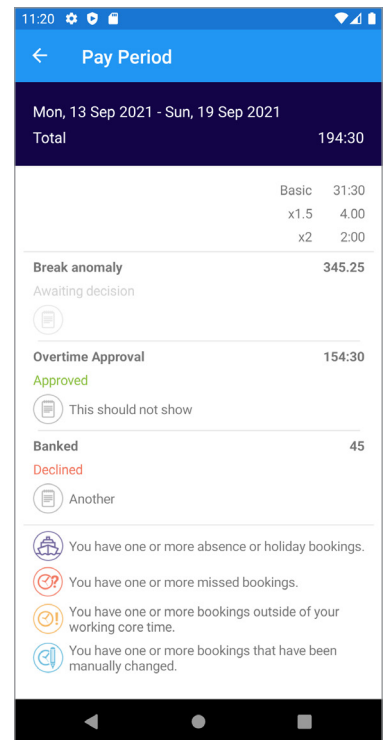 11:20
Pay Period
Mon, 13 Sep 2021 - Sun, 19 Sep 2021
Total 194:30
Basic 31:30
x1.5 4.00
x2 2:00
Break anomaly 345.25
Awaiting decision
Overtime Approval 154:30
Approved
This should not show
Banked 45
Declined
Another
You have one or more absence or holiday bookings.
You have one or more missed bookings.
You have one or more bookings outside of your
working core time.
You have one or more bookings that have been
manually changed.